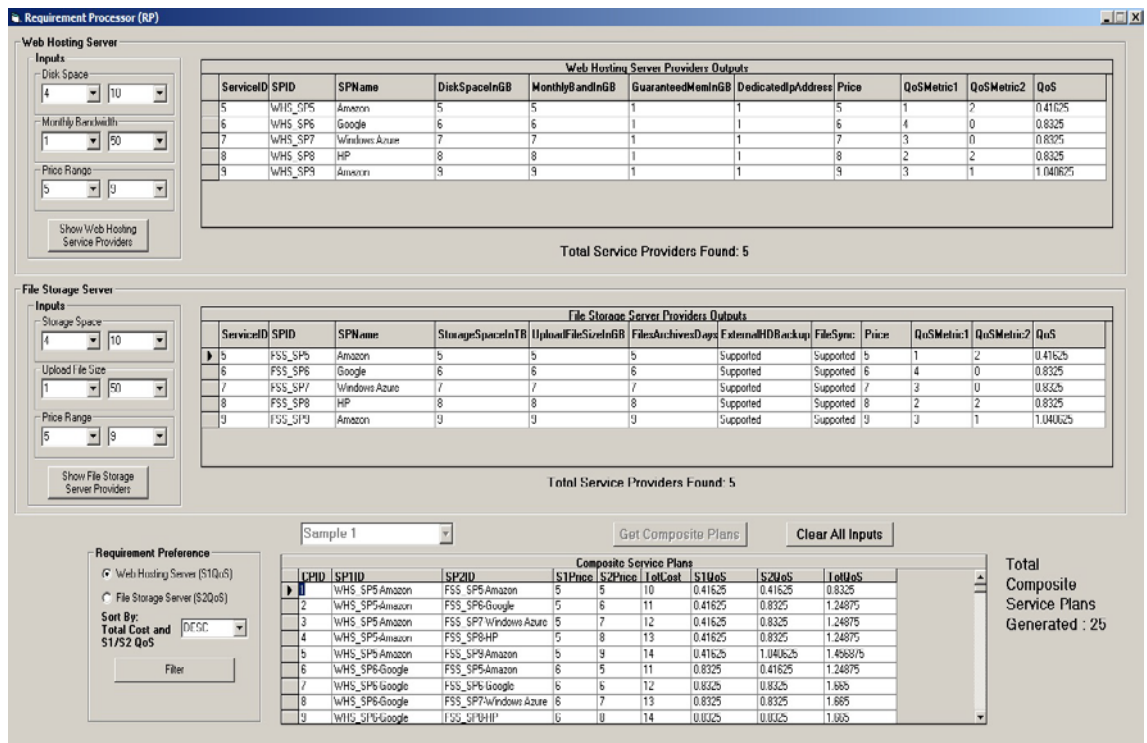 Requirement Processor (RP)
Web Hosting Server
Inputs
Disk Space
4 10
Monthly Bandwidth
1 50
Price Range
5 9
Show Web Hosting
Service Providers
Web Hosting Server Providers Outputs
ServiceID SPID SPName DiskSpaceInGB MonthlyBandInGB GuaranteedMemInGB DedicatedIpAddress Price QoSMetric1 QoSMetric2 QoS
5 WHS_SP5 Amazon 5 5 1 1 5 1 2 0.41625
6 WHS_SP6 Google 6 6 1 1 6 4 0 0.8325
7 WHS_SP7 Windows Azure 7 7 1 1 7 3 0 0.8325
8 WHS_SP8 HP 8 8 1 1 8 2 2 0.8325
9 WHS_SP9 Amazon 9 9 1 1 9 3 1 1.040625
Total Service Providers Found: 5
File Storage Server
Inputs
Storage Space
4 10
Upload File Size
1 50
Price Range
5 9
Show File Storage
Server Providers
File Storage Server Providers Outputs
ServiceID SPID SPName StorageSpaceInTB UploadFileSizeInGB FilesArchivesDays ExternalHDBackup FileSync Price QoSMetric1 QoSMetric2 QoS
5 FSS_SP5 Amazon 5 5 5 Supported Supported 5 1 2 0.41625
6 FSS_SP6 Google 6 6 6 Supported Supported 6 4 0 0.8325
7 FSS_SP7 Windows Azure 7 7 7 Supported Supported 7 3 0 0.8325
8 FSS_SP8 HP 8 8 8 Supported Supported 8 2 2 0.8325
9 FSS_SP9 Amazon 9 9 9 Supported Supported 9 3 1 1.040625
Total Service Providers Found: 5
Sample 1
Get Composite Plans
Clear All Inputs
Requirement Preference
Web Hosting Server (S1QoS)
File Storage Server (S2QoS)
Sort By:
Total Cost and DESC
S1/S2 QoS
Filter
Composite Service Plans
CPID SP1ID SP2ID S1Price S2Price TotCost S1QoS S2QoS TotQoS
1 WHS_SP5-Amazon FSS_SP5-Amazon 5 5 10 0.41625 0.41625 0.8325
2 WHS_SP5-Amazon FSS_SP6-Google 5 6 11 0.41625 0.8325 1.24875
3 WHS_SP5-Amazon FSS_SP7-Windows Azure 5 7 12 0.41625 0.8325 1.24875
4 WHS_SP5-Amazon FSS_SP8-HP 5 8 13 0.41625 0.8325 1.24875
5 WHS_SP5-Amazon FSS_SP9-Amazon 5 9 14 0.41625 1.040625 1.456875
6 WHS_SP6-Google FSS_SP5-Amazon 6 5 11 0.8325 0.41625 1.24875
7 WHS_SP6-Google FSS_SP6-Google 6 6 12 0.8325 0.8325 1.665
8 WHS_SP6-Google FSS_SP7-Windows Azure 6 7 13 0.8325 0.8325 1.665
9 WHS_SP6-Google FSS_SP8-HP 6 8 14 0.8325 0.8325 1.665
Total
Composite
Service Plans
Generated : 25